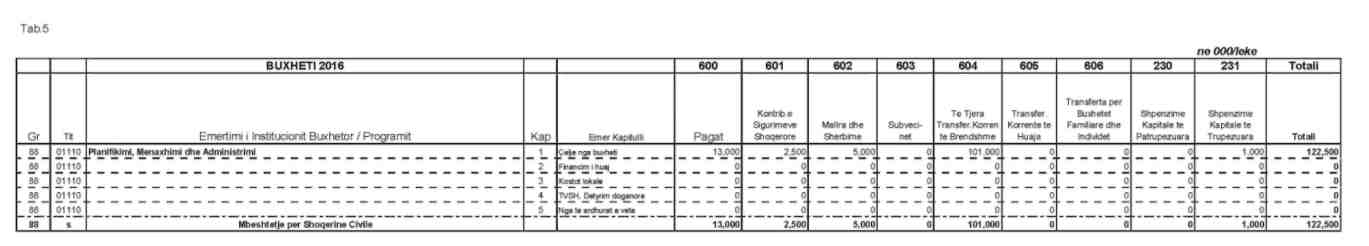 Tab.5
ne 000/leke
BUXHETI 2016 600 601 602 603 604 605 606 230 231 Totali
Gr Tit Emertimi i Institucionit Buxhetor / Programit Kap Emer Kapitulli Pagat Kontrib.e Sigurimeve Shoqerore Mallra dhe Sherbime Subveci-net Te Tjera Transfer.Korren te Brendshme Transfer. Korrente te Huaja Transferta per Buxhetet Familiare dhe Individet Shpenzime Kapitale te Patrupezuara Shpenzime Kapitale te Trupezuara Totali
88 01110 Planifikimi, Menaxhimi dhe Administrimi 1 Celje nga buxheti 13,000 2,500 5,000 0 101,000 0 0 0 1,000 122,500
88 01110 2 Financim i huaj 0 0 0 0 0 0 0 0 0 0
88 01110 3 Kostot lokale 0 0 0 0 0 0 0 0 0 0
88 01110 4 TVSH, Detyrim doganore 0 0 0 0 0 0 0 0 0 0
88 01110 5 Nga te ardhurat e veta 0 0 0 0 0 0 0 0 0 0
88 s Mbeshtetje per Shoqerine Civile 13,000 2,500 5,000 0 101,000 0 0 0 1,000 122,500